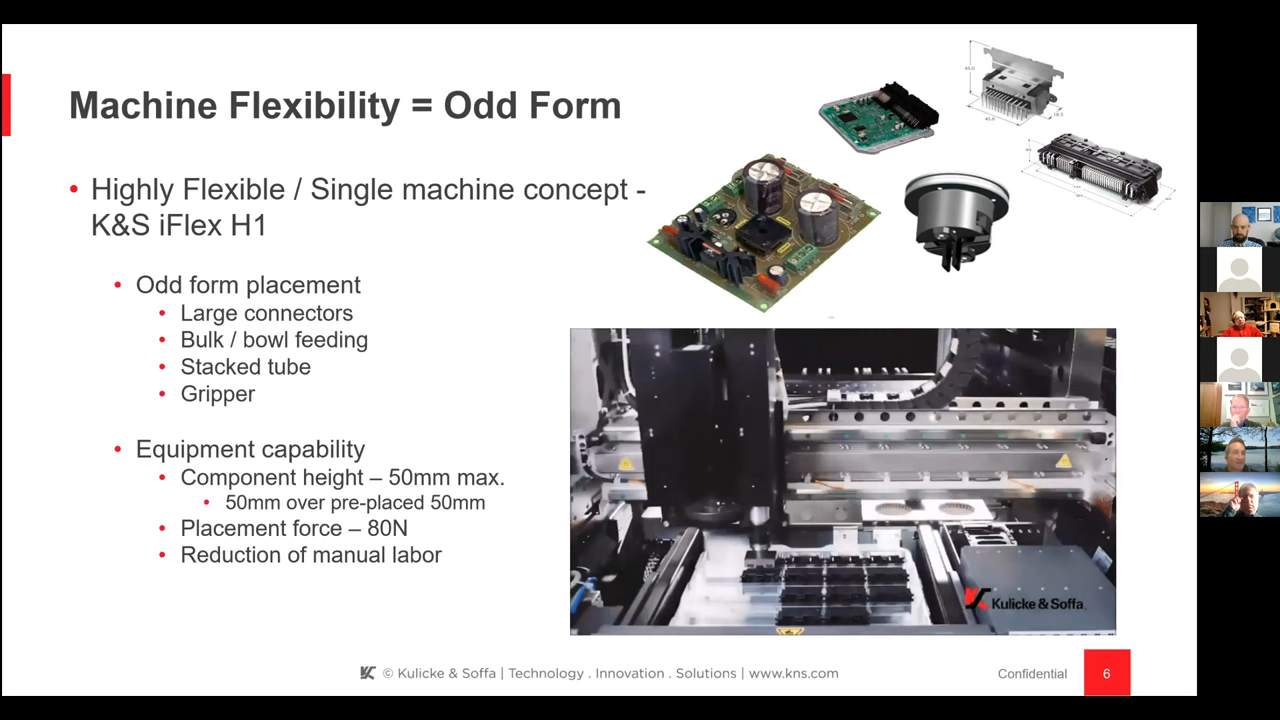 Machine Flexibility = Odd Form
• Highly Flexible / Single machine concept -
K&S iFlex H1
• Odd form placement
• Large connectors
• Bulk / bowl feeding
• Stacked tube
• Gripper
• Equipment capability
• Component height – 50mm max.
• 50mm over pre-placed 50mm
• Placement force – 80N
• Reduction of manual labor
Kulicke & Soffa
© Kulicke & Soffa | Technology . Innovation . Solutions | www.kns.com
Confidential
6